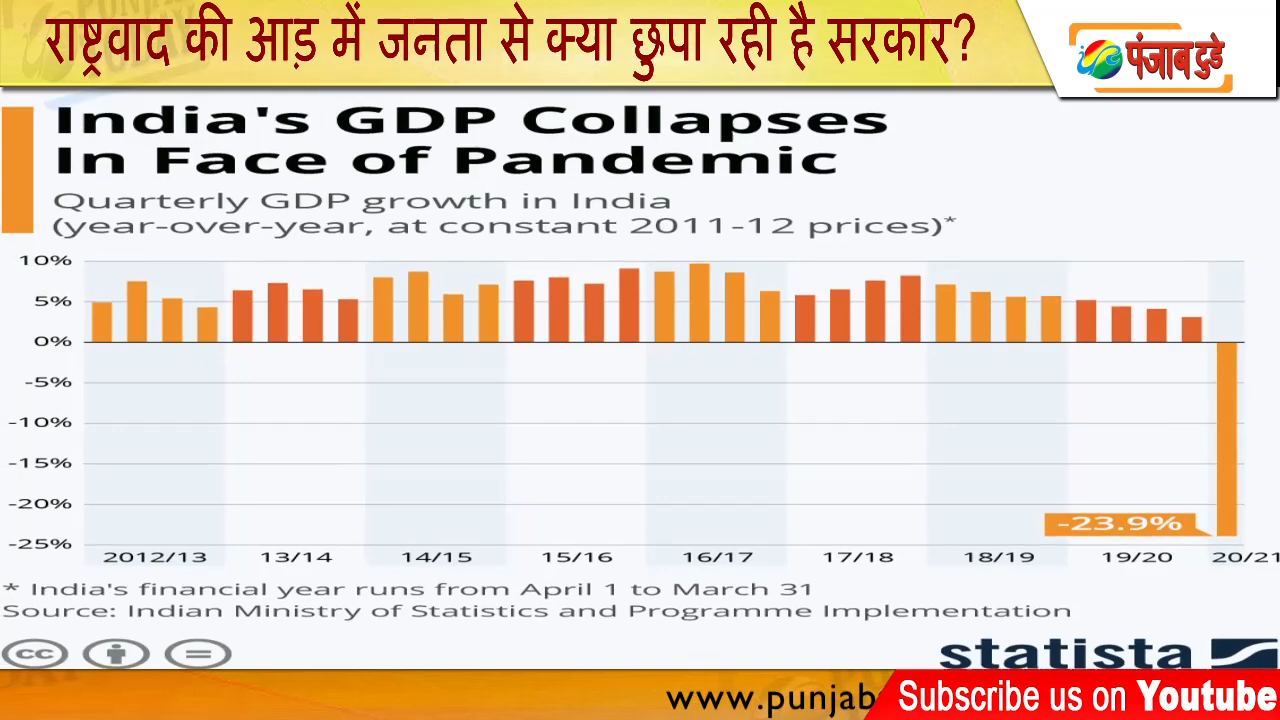 राष्ट्रवाद की आड़ में जनता से क्या छुपा रही है सरकार?
पंजाब टुडे
India's GDP Collapses
In Face of Pandemic
Quarterly GDP growth in India
(year-over-year, at constant 2011-12 prices)*
10%
5%
0%
-5%
-10%
-15%
-20%
-25%
-23.9%
2012/13 13/14 14/15 15/16 16/17 17/18 18/19 19/20 20/21
* India's financial year runs from April 1 to March 31
Source: Indian Ministry of Statistics and Programme Implementation
cc =
statista
www.punjab
Subscribe us on Youtube